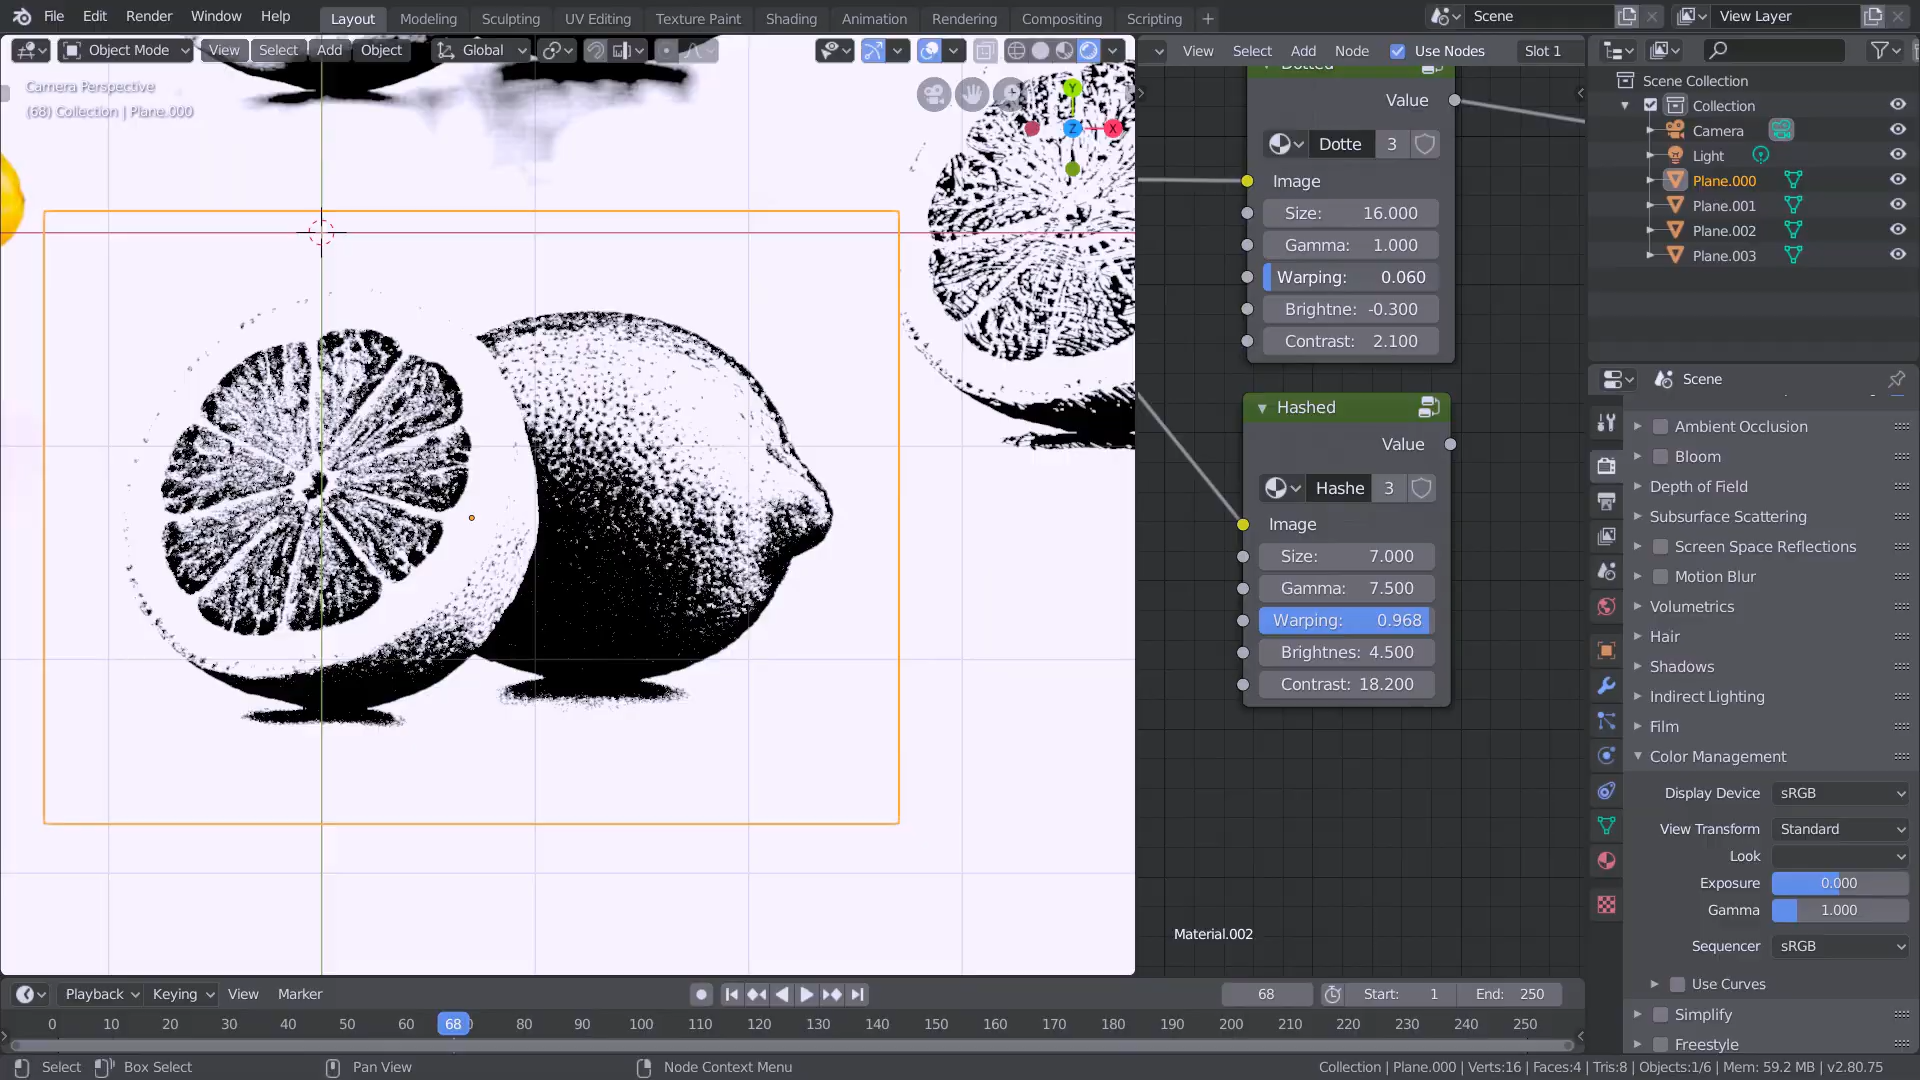 File Edit Render Window Help Layout Modeling Sculpting UV Editing Texture Paint Shading Animation Rendering Compositing Scripting + Scene View Layer
Object Mode View Select Add Object Global
View Select Add Node Use Nodes Slot 1
Camera Perspective
(68) Collection | Plane.000
Y
Z
X
Value
Dotte 3
Image
Size: 16.000
Gamma: 1.000
Warping: 0.060
Brightne: -0.300
Contrast: 2.100
Hashed
Value
Hashe 3
Image
Size: 7.000
Gamma: 7.500
Warping: 0.968
Brightnes: 4.500
Contrast: 18.200
Material.002
Scene Collection
Collection
Camera
Light
Plane.000
Plane.001
Plane.002
Plane.003
Scene
Ambient Occlusion
Bloom
Depth of Field
Subsurface Scattering
Screen Space Reflections
Motion Blur
Volumetrics
Hair
Shadows
Indirect Lighting
Film
Color Management
Display Device sRGB
View Transform Standard
Look
Exposure 0.000
Gamma 1.000
Sequencer sRGB
Use Curves
Simplify
Freestyle
Playback Keying View Marker 68 Start: 1 End: 250
0 10 20 30 40 50 60 68 80 90 100 110 120 130 140 150 160 170 180 190 200 210 220 230 240 250
Select Box Select Pan View Node Context Menu Collection | Plane.000 | Verts:16 | Faces:4 | Tris:8 | Objects:1/6 | Mem: 59.2 MB | v2.80.75